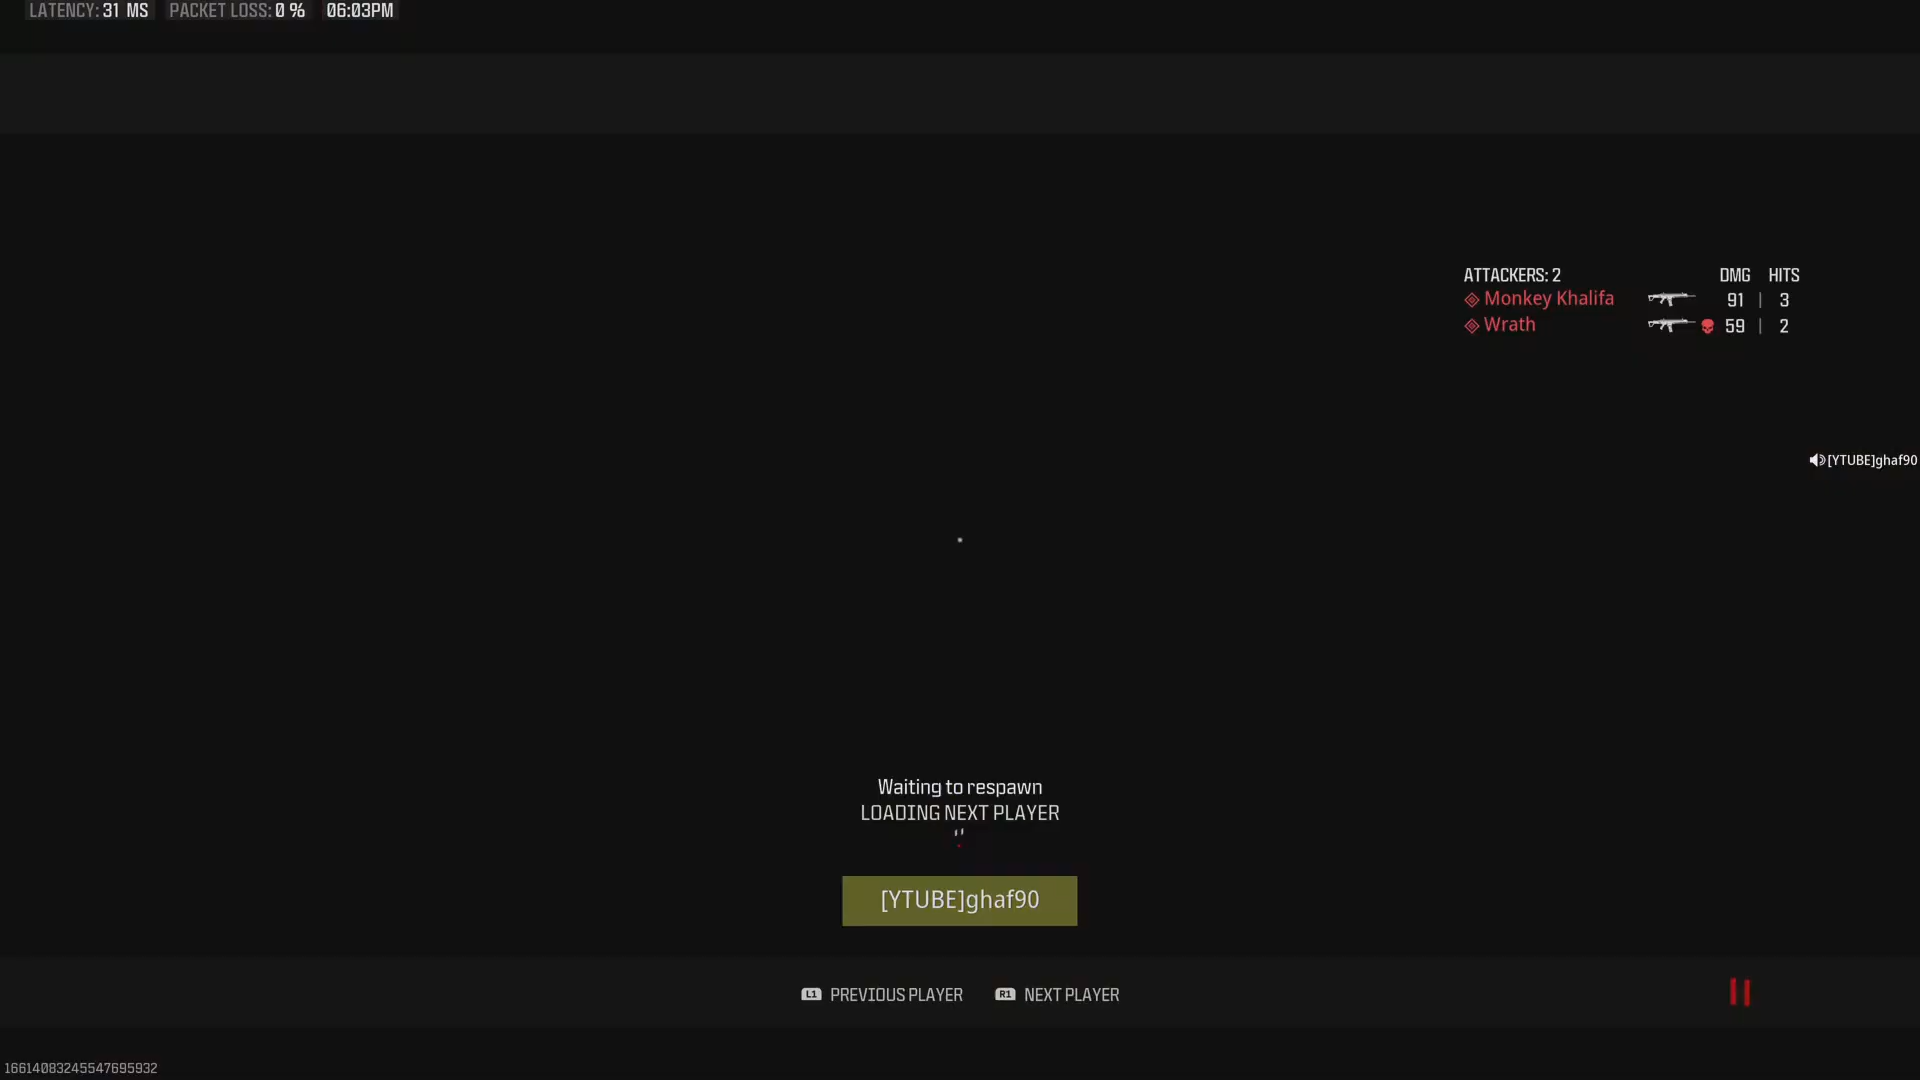 LATENCY: 31 MS PACKET LOSS: 0 % 06:03PM
ATTACKERS: 2 DMG HITS
Monkey Khalifa 91 | 3
Wrath 59 | 2
[YTUBE]ghaf90
Waiting to respawn
LOADING NEXT PLAYER
[YTUBE]ghaf90
L1 PREVIOUS PLAYER R1 NEXT PLAYER
16614083245547695932